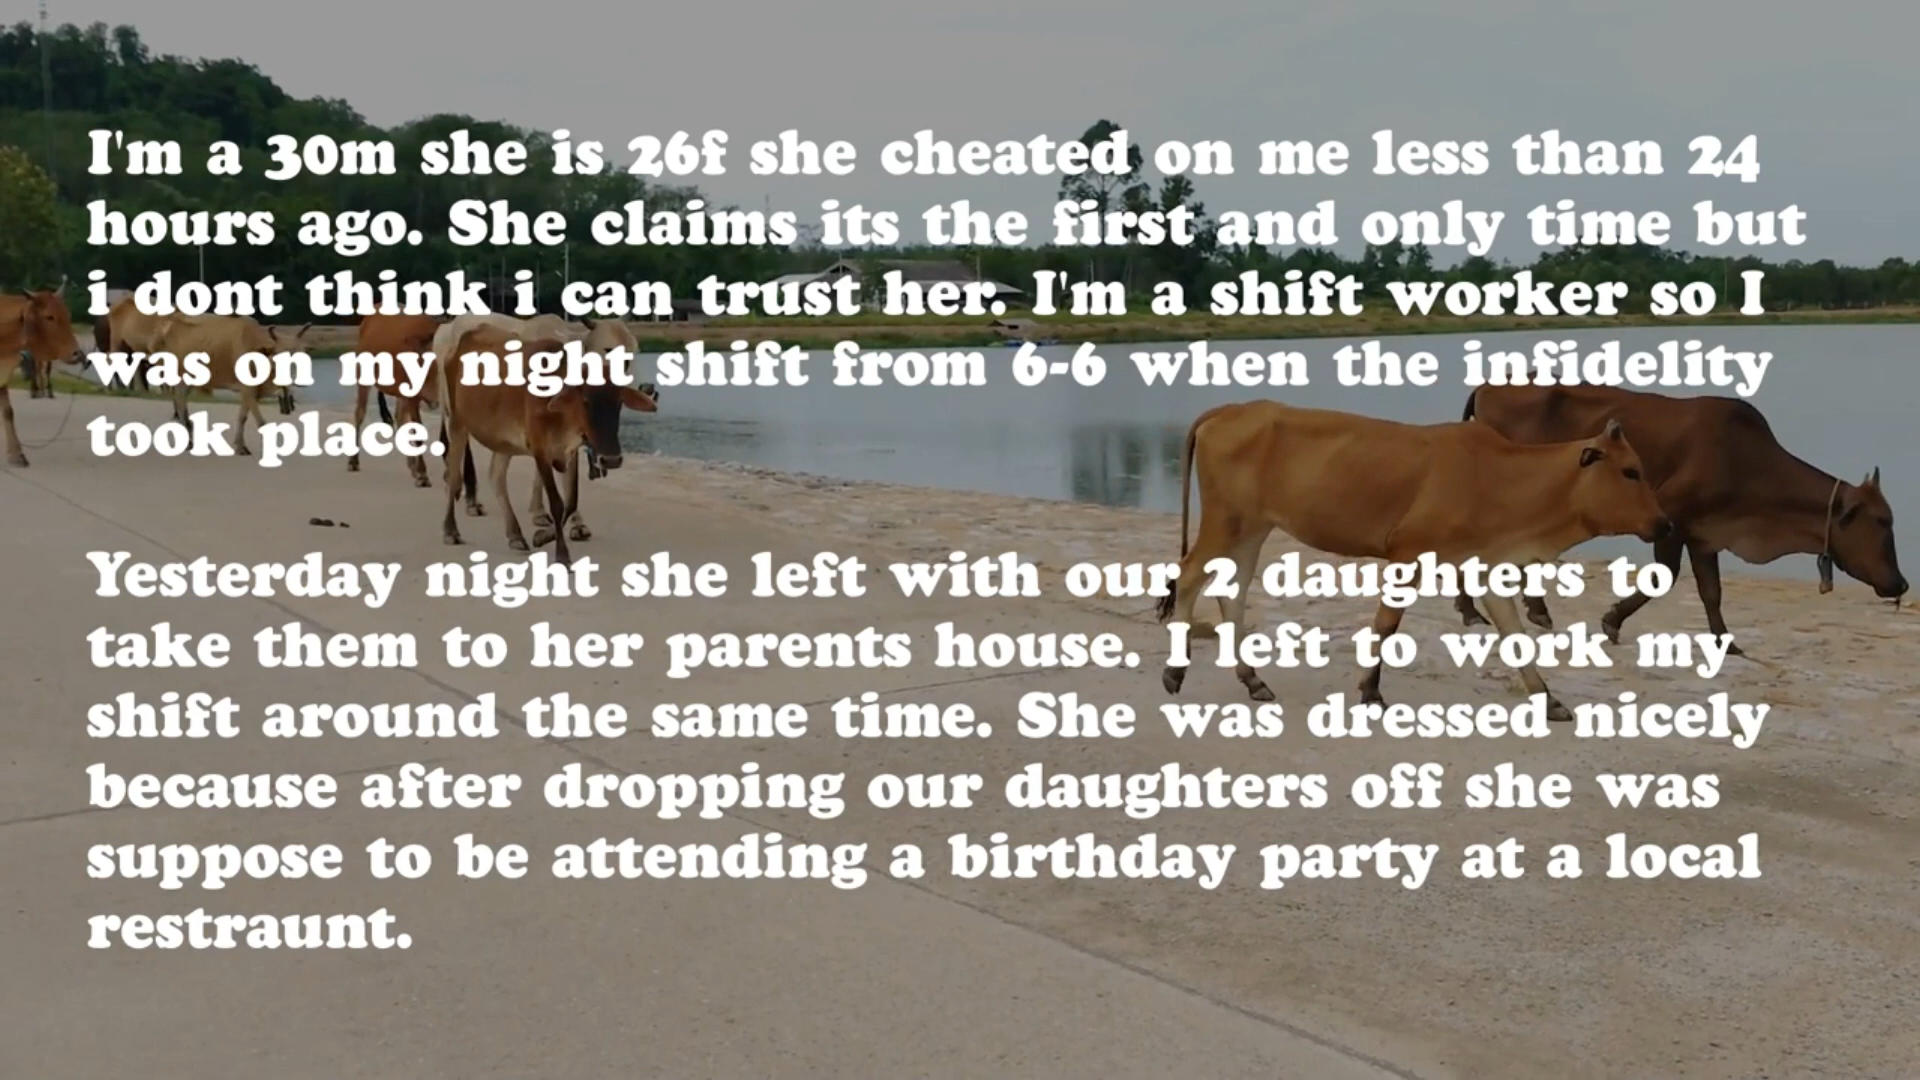 I'm a 30m she is 26f she cheated on me less than 24
hours ago. She claims its the first and only time but
i dont think i can trust her. I'm a shift worker so I
was on my night shift from 6-6 when the infidelity
took place.
Yesterday night she left with our 2 daughters to
take them to her parents house. I left to work my
shift around the same time. She was dressed nicely
because after dropping our daughters off she was
suppose to be attending a birthday party at a local
restraunt.